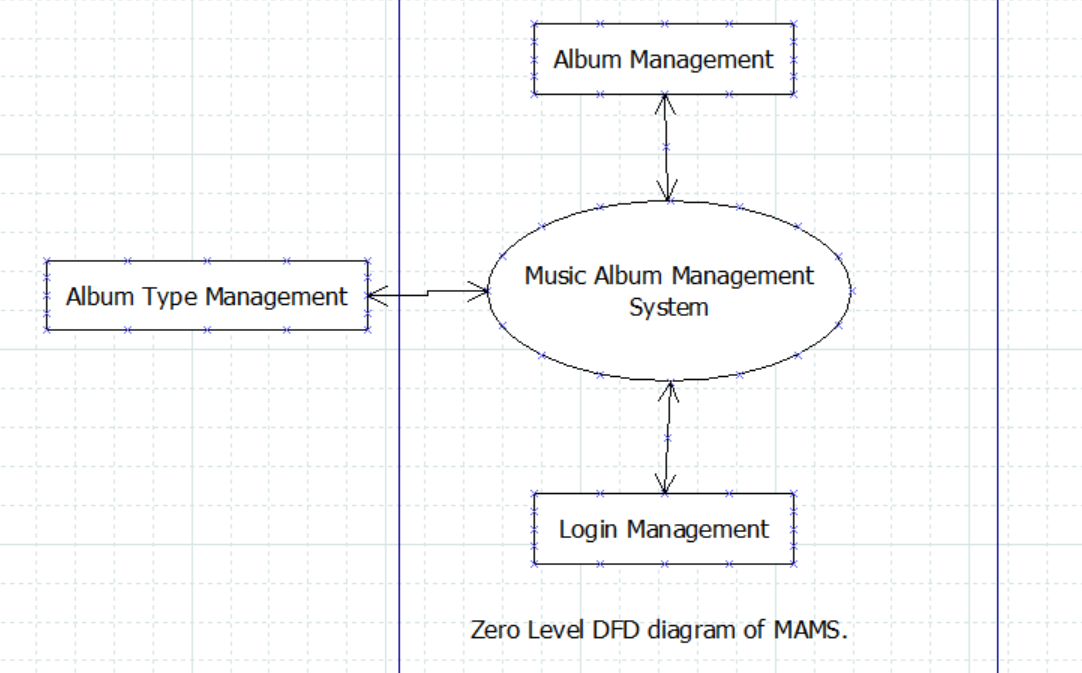 Album Management
Album Type Management
Music Album Management
System
Login Management
Zero Level DFD diagram of MAMS.